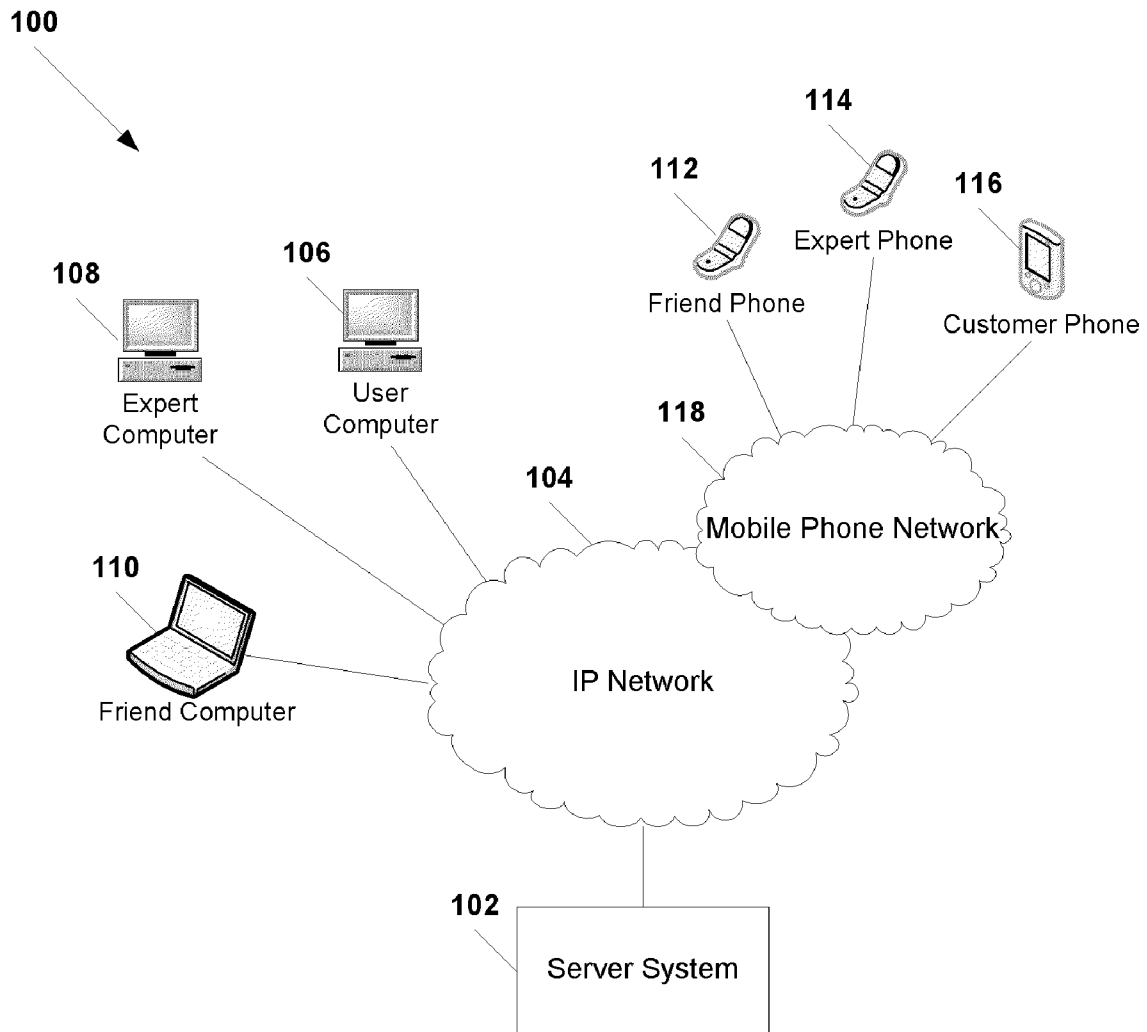 100
114
112
116
Expert Phone
106
108
Friend Phone
Customer Phone
User
Computer
Expert
Computer
118
104
Mobile Phone Network
110
IP Network
Friend Computer
102
Server System